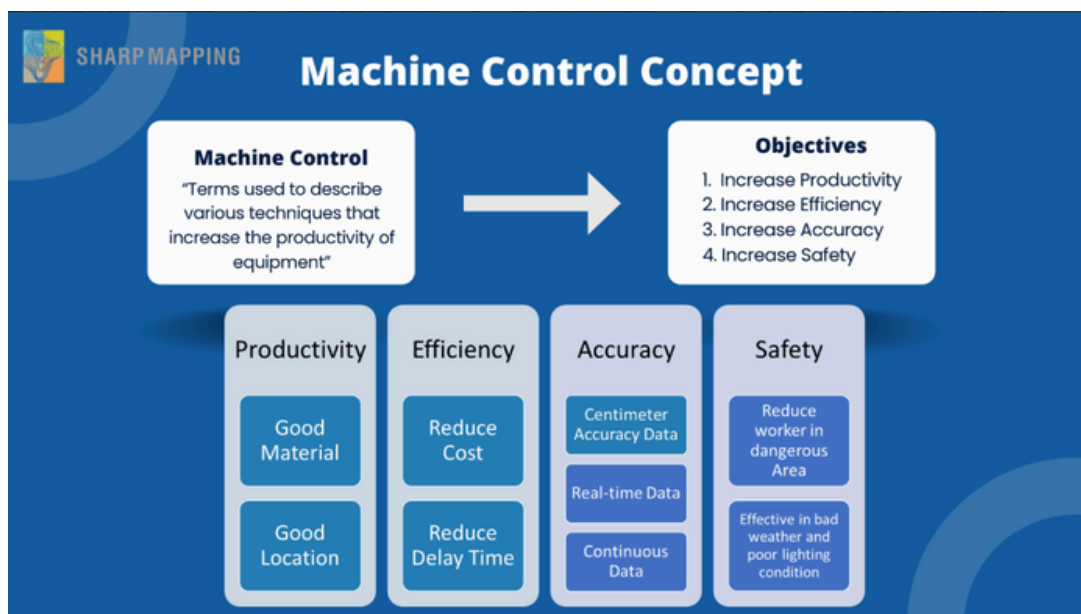 SHARPMAPPING
Machine Control Concept
Machine Control
“Terms used to describe
various techniques that
increase the productivity of
equipment”
Objectives
1. Increase Productivity
2. Increase Efficiency
3. Increase Accuracy
4. Increase Safety
Productivity
Good
Material
Good
Location
Efficiency
Reduce
Cost
Reduce
Delay Time
Accuracy
Centimeter
Accuracy Data
Real-time Data
Continuous
Data
Safety
Reduce
worker in
dangerous
Area
Effective in bad
weather and
poor lighting
condition